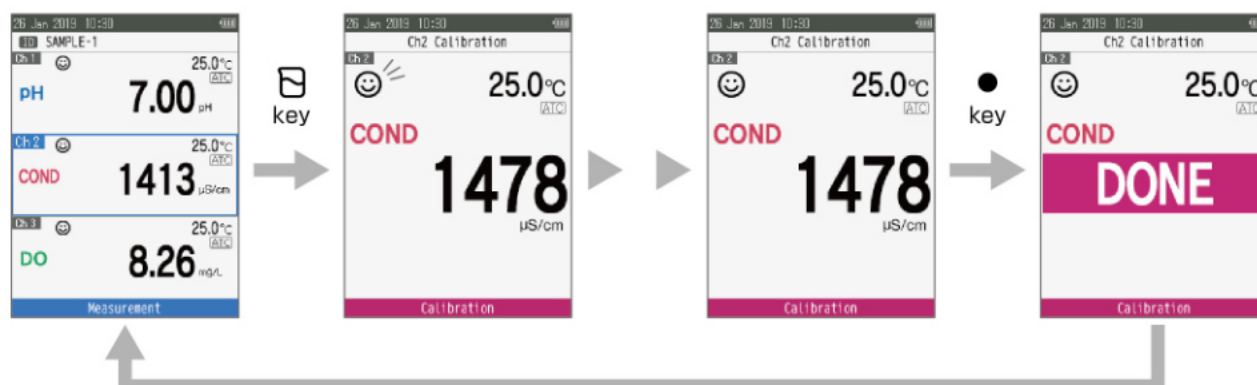 26 Jan 2019 10:30
ID SAMPLE-1
Ch 1
25.0°C
ATC
pH
7.00 pH
Ch 2
25.0°C
ATC
COND
1413 µS/cm
Ch 3
25.0°C
ATC
DO
8.26 mg/L
Measurement
key
26 Jan 2019 10:30
Ch2 Calibration
Ch 2
25.0°C
ATC
COND
1478
µS/cm
Calibration
26 Jan 2019 10:30
Ch2 Calibration
Ch 2
25.0°C
ATC
COND
1478
µS/cm
Calibration
key
26 Jan 2019 10:30
Ch2 Calibration
Ch 2
25.0°C
ATC
COND
DONE
Calibration